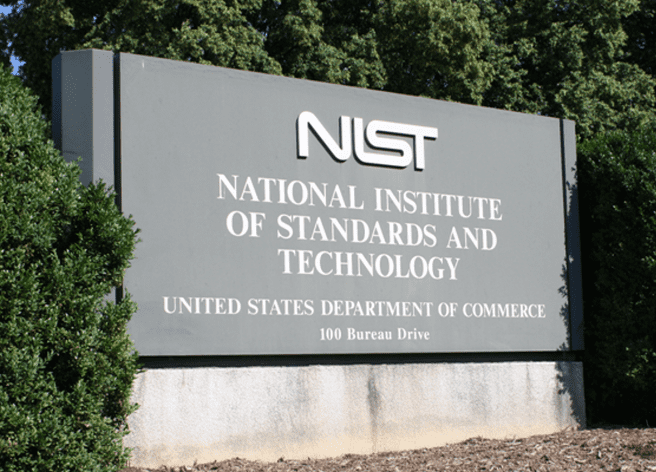 NIST
NATIONAL INSTITUTE
OF STANDARDS AND
TECHNOLOGY
UNITED STATES DEPARTMENT OF COMMERCE
100 Bureau Drive